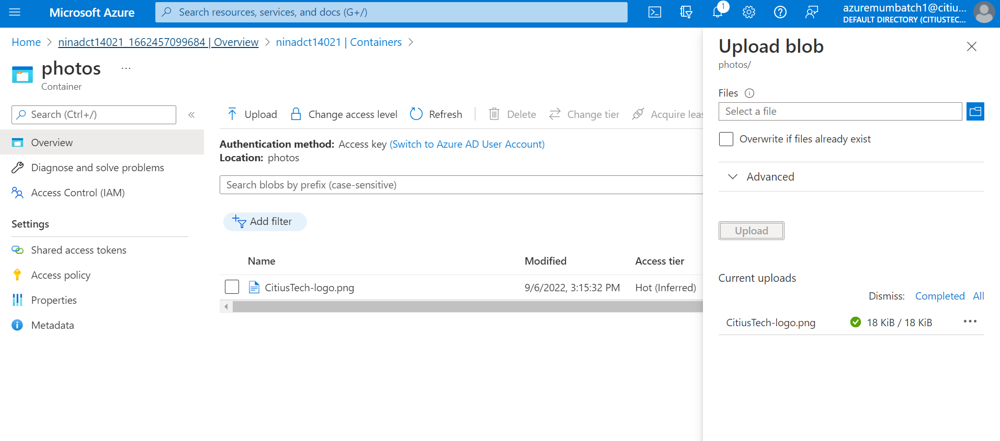 Microsoft Azure
Search resources, services, and docs (G+/)
1
azuremumbatch1@citiu...
DEFAULT DIRECTORY (CITIUSTEC...
Home > ninadct14021_1662457099684 | Overview > ninadct14021 | Containers >
photos ...
Container
Search (Ctrl+/)
«
Overview
Diagnose and solve problems
Access Control (IAM)
Settings
Shared access tokens
Access policy
Properties
Metadata
Upload
Change access level
Refresh
Delete
Change tier
Acquire leas
Authentication method: Access key (Switch to Azure AD User Account)
Location: photos
Search blobs by prefix (case-sensitive)
Add filter
Name Modified Access tier
CitiusTech-logo.png 9/6/2022, 3:15:32 PM Hot (Inferred)
Upload blob
photos/
Files
Select a file
Overwrite if files already exist
Advanced
Upload
Current uploads
Dismiss: Completed All
CitiusTech-logo.png 18 KiB / 18 KiB ...